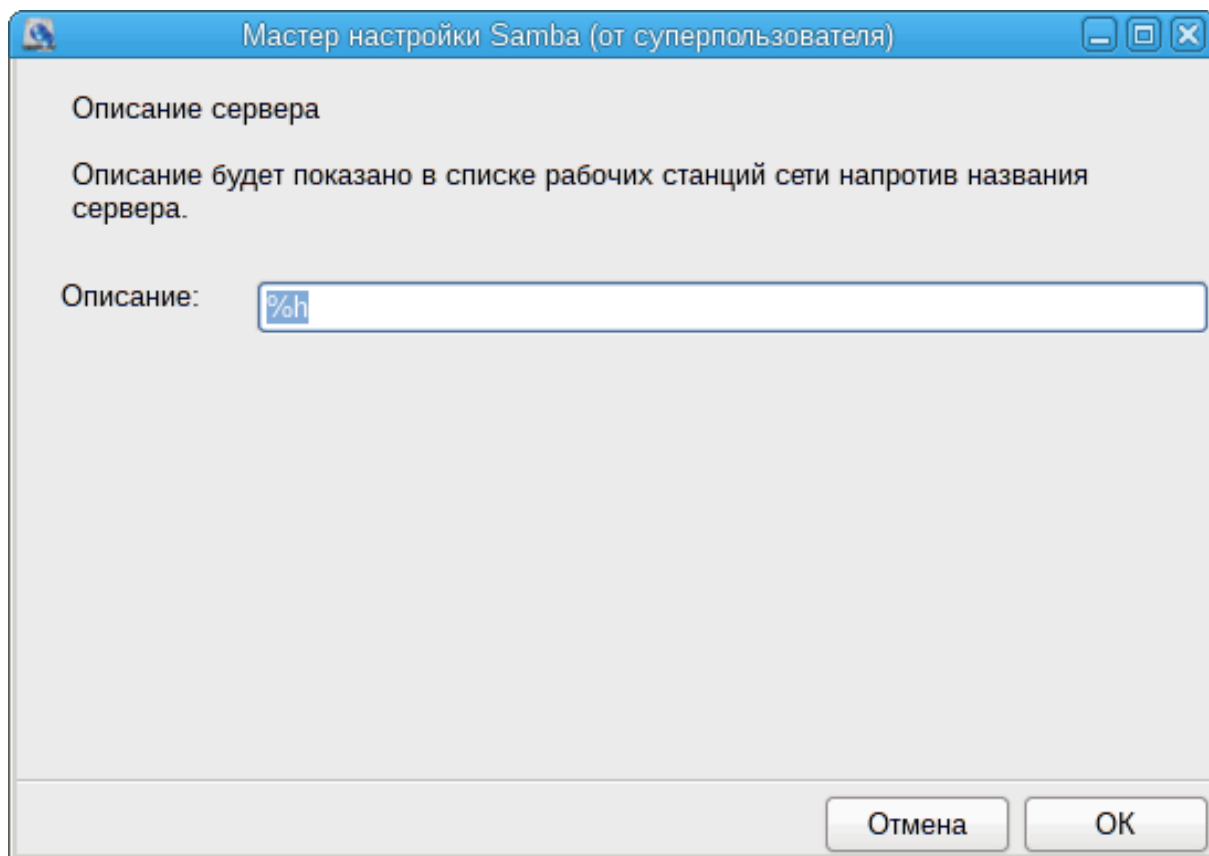 Мастер настройки Samba (от суперпользователя)
Описание сервера
Описание будет показано в списке рабочих станций сети напротив названия
сервера.
Описание: %h
Отмена ОК